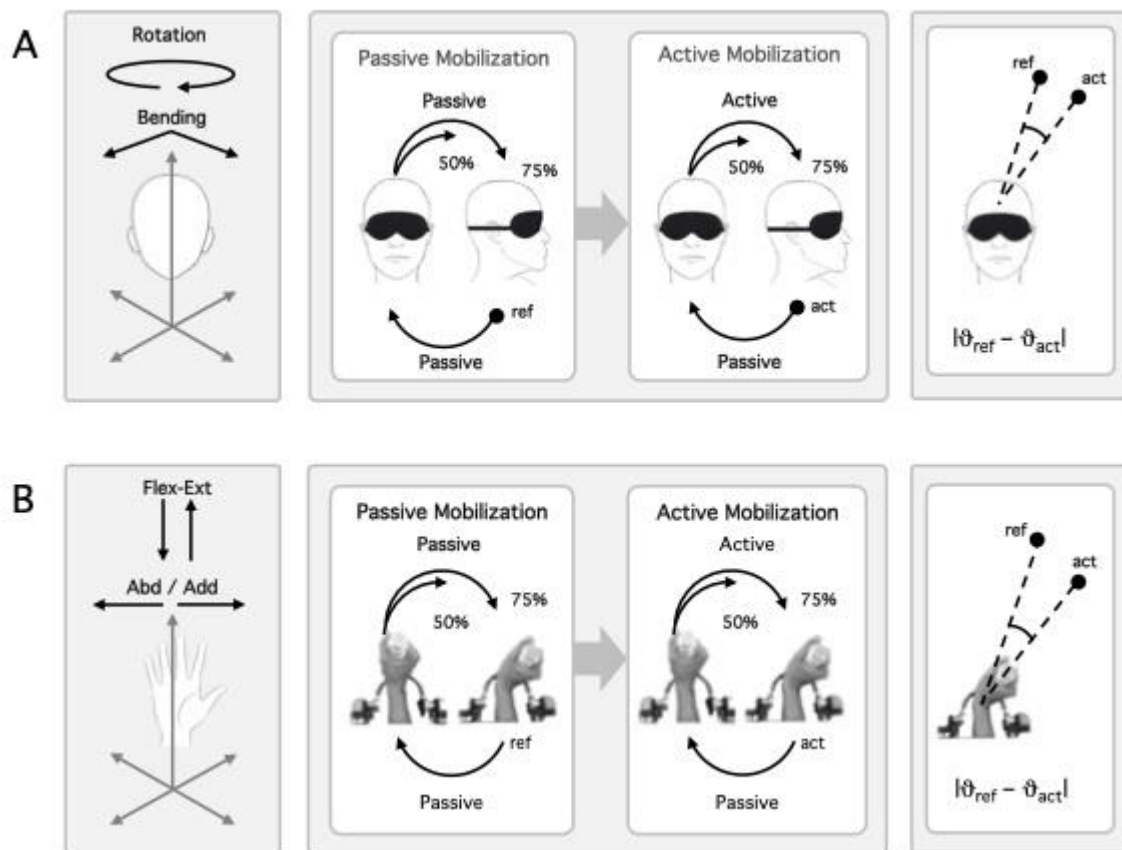 A
Rotation
Bending
Passive Mobilization
Passive
50%
75%
ref
Passive
Active Mobilization
Active
50%
75%
act
Passive
ref
act
|ϑref – ϑact|
B
Flex-Ext
Abd / Add
Passive Mobilization
Passive
50%
75%
ref
Passive
Active Mobilization
Active
50%
75%
act
Passive
ref
act
|ϑref – ϑact|